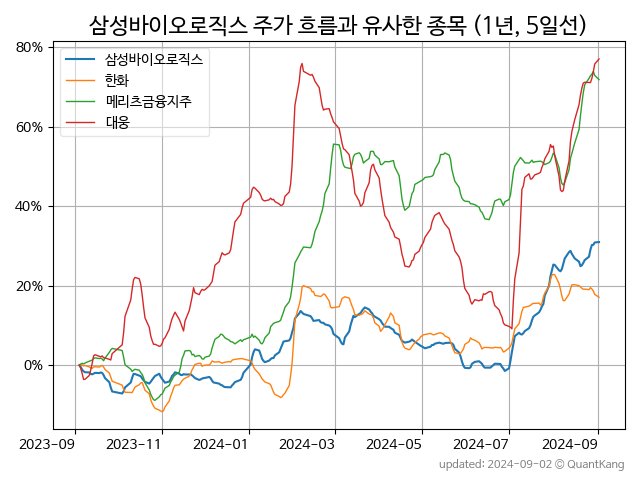 삼성바이오로직스 주가 흐름과 유사한 종목 (1년, 5일선)
80%
60%
40%
20%
0%
삼성바이오로직스
한화
메리츠금융지주
대웅
2023-09 2023-11 2024-01 2024-03 2024-05 2024-07 2024-09
updated: 2024-09-02 © QuantKang